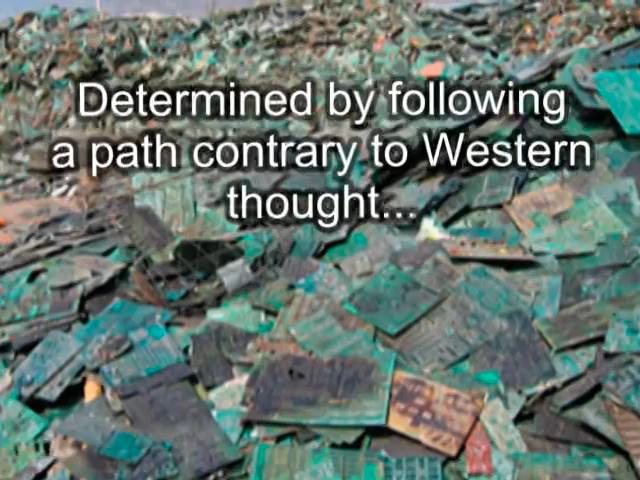 Determined by following
a path contrary to Western
thought...